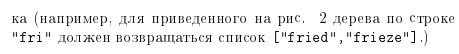 ка (например, для приведенного на рис. 2 дерева по строке
"fri" должен возвращаться список ["fried","frieze"].)